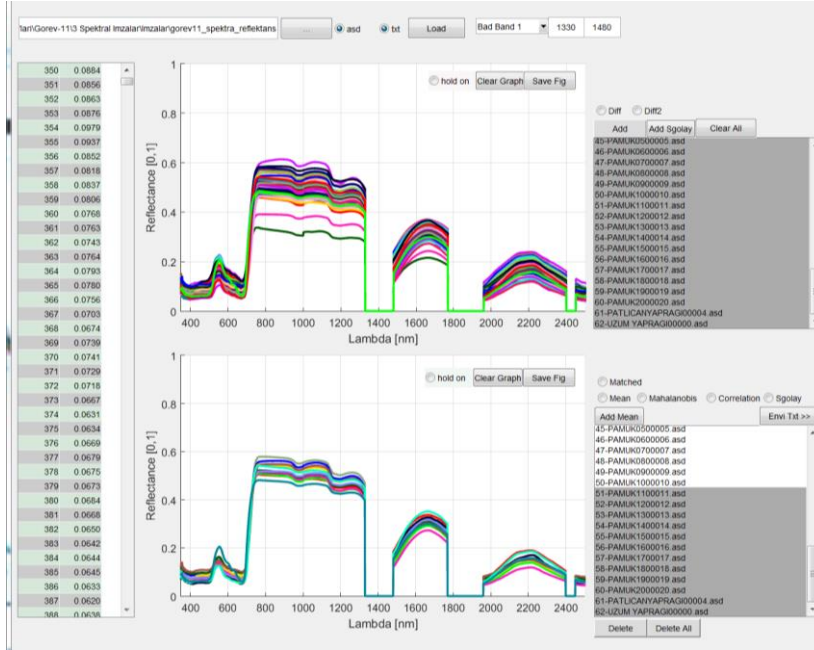 lari\Gorev-11\3 Spektral Imzalar\Imzalar\gorev11_spektra_reflektans ... asd txt Load Bad Band 1 1330 1480
350 0.0884
351 0.0856
352 0.0863
353 0.0876
354 0.0979
355 0.0937
356 0.0852
357 0.0818
358 0.0837
359 0.0806
360 0.0768
361 0.0763
362 0.0743
363 0.0764
364 0.0793
365 0.0780
366 0.0756
367 0.0703
368 0.0674
369 0.0739
370 0.0741
371 0.0729
372 0.0718
373 0.0667
374 0.0631
375 0.0634
376 0.0669
377 0.0679
378 0.0675
379 0.0673
380 0.0684
381 0.0668
382 0.0650
383 0.0642
384 0.0644
385 0.0645
386 0.0633
387 0.0620
388 0.0638
hold on Clear Graph Save Fig
Reflectance [0,1]
1
0.8
0.6
0.4
0.2
0
400 600 800 1000 1200 1400 1600 1800 2000 2200 2400
Lambda [nm]
Diff Diff2
Add Add Sgolay Clear All
45-PAMUK0500005.asd
46-PAMUK0600006.asd
47-PAMUK0700007.asd
48-PAMUK0800008.asd
49-PAMUK0900009.asd
50-PAMUK1000010.asd
51-PAMUK1100011.asd
52-PAMUK1200012.asd
53-PAMUK1300013.asd
54-PAMUK1400014.asd
55-PAMUK1500015.asd
56-PAMUK1600016.asd
57-PAMUK1700017.asd
58-PAMUK1800018.asd
59-PAMUK1900019.asd
60-PAMUK2000020.asd
61-PATLICANYAPRAGI00004.asd
62-UZUM YAPRAGI00000.asd
hold on Clear Graph Save Fig
Reflectance [0,1]
1
0.8
0.6
0.4
0.2
0
400 600 800 1000 1200 1400 1600 1800 2000 2200 2400
Lambda [nm]
Matched
Mean Mahalanobis Correlation Sgolay
Add Mean Envi Txt >>
45-PAMUK0500005.asd
46-PAMUK0600006.asd
47-PAMUK0700007.asd
48-PAMUK0800008.asd
49-PAMUK0900009.asd
50-PAMUK1000010.asd
51-PAMUK1100011.asd
52-PAMUK1200012.asd
53-PAMUK1300013.asd
54-PAMUK1400014.asd
55-PAMUK1500015.asd
56-PAMUK1600016.asd
57-PAMUK1700017.asd
58-PAMUK1800018.asd
59-PAMUK1900019.asd
60-PAMUK2000020.asd
61-PATLICANYAPRAGI00004.asd
62-UZUM YAPRAGI00000.asd
Delete Delete All